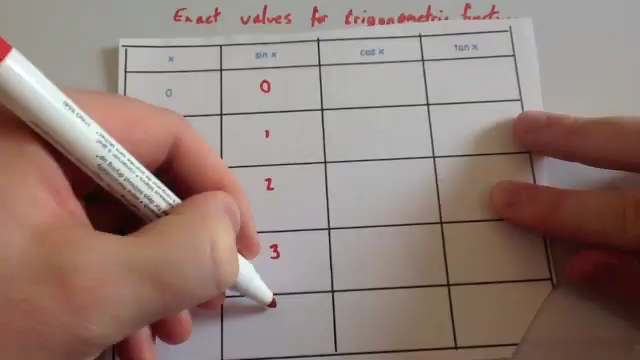 Exact values for trigonometric
x sin x cos x tan x
0 0
1
2
3